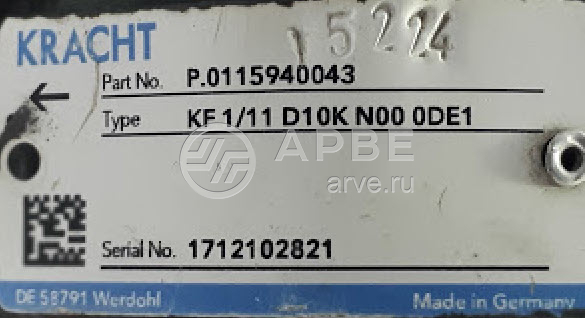 KRACHT
15224
Part No. P.0115940043
Type KF 1/11 D10K N00 0DE1
АРВЕ
arve.ru
Serial No. 1712102821
DE 58791 Werdohl Made in Germany